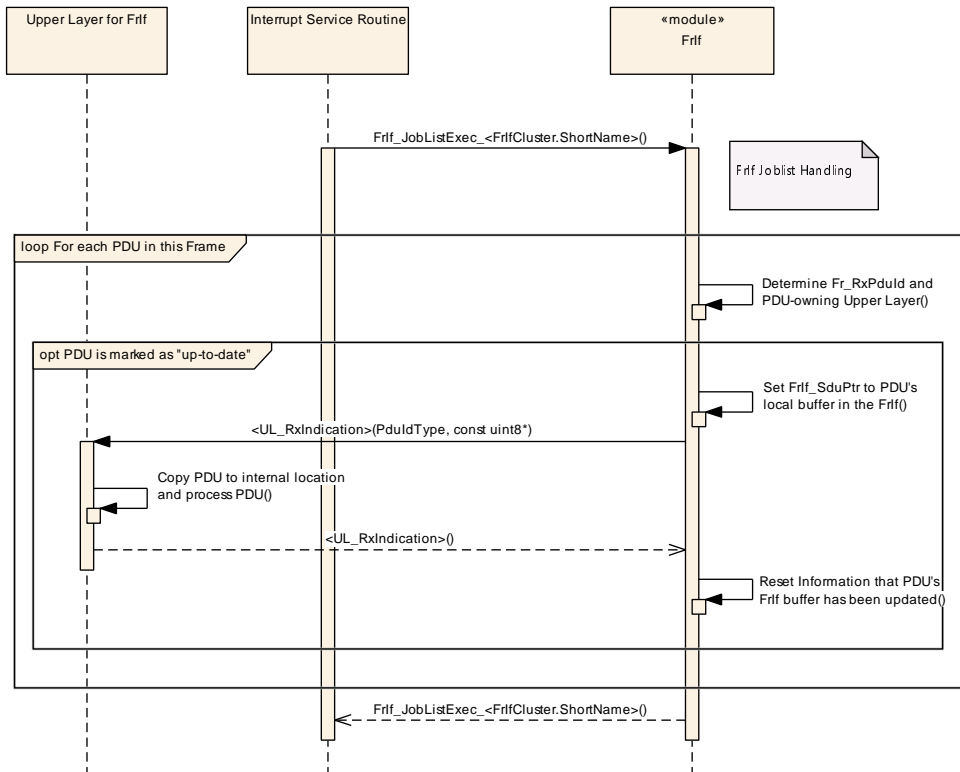 Upper Layer for FrIf
Interrupt Service Routine
«module»
FrIf
FrIf_JobListExec_<FrIfCluster.ShortName>()
FrIf Joblist Handling
loop For each PDU in this Frame
Determine Fr_RxPduId and
PDU-owning Upper Layer()
opt PDU is marked as "up-to-date"
Set FrIf_SduPtr to PDU's
local buffer in the FrIf()
<UL_RxIndication>(PduIdType, const uint8*)
Copy PDU to internal location
and process PDU()
<UL_RxIndication>()
Reset Information that PDU's
FrIf buffer has been updated()
FrIf_JobListExec_<FrIfCluster.ShortName>()